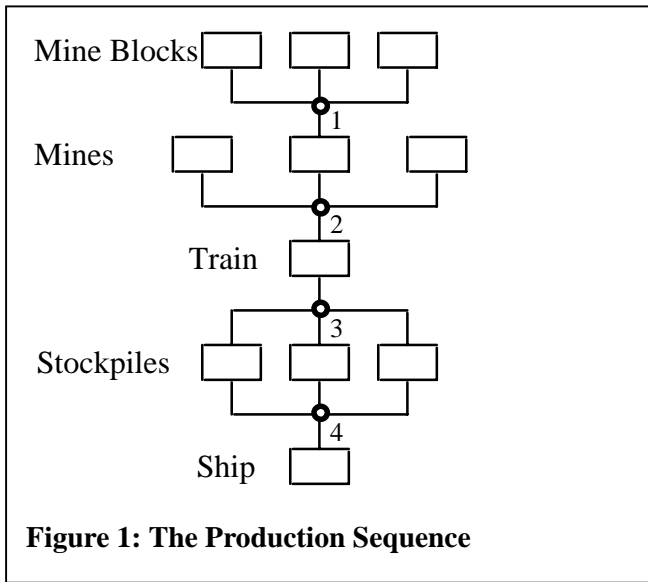 Mine Blocks
1
Mines
2
Train
3
Stockpiles
4
Ship
Figure 1: The Production Sequence